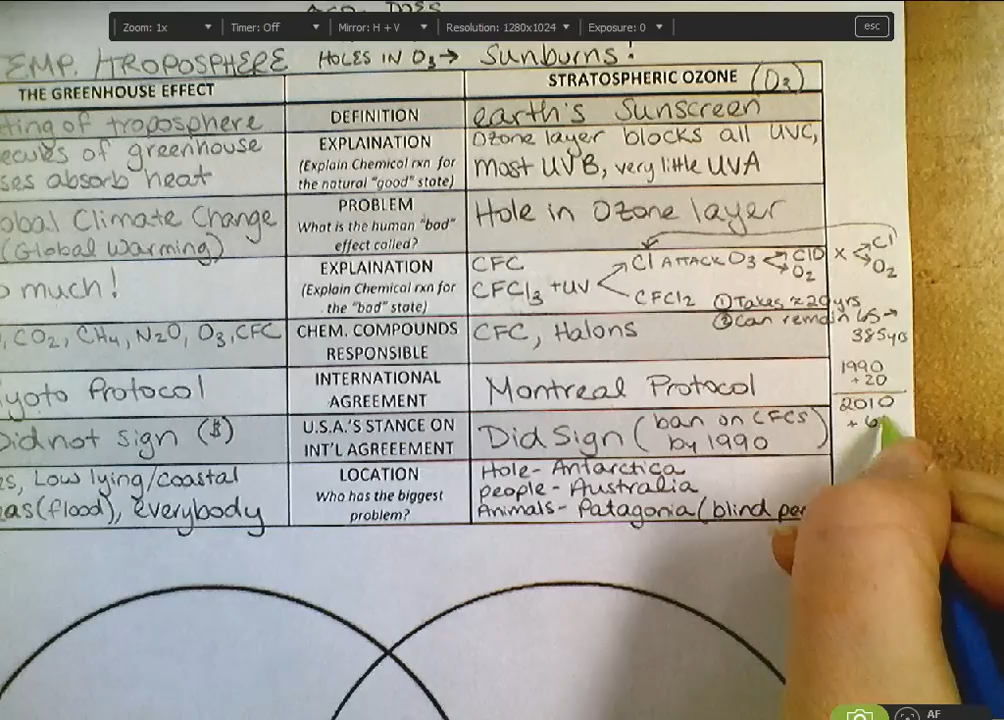 Zoom: 1x Timer: Off Mirror: H + V Resolution: 1280x1024 Exposure: 0 esc
EMP. TROPOSPHERE HOLES IN O3 → Sunburns!
THE GREENHOUSE EFFECT STRATOSPHERIC OZONE (O3)
ting of troposphere DEFINITION earth's Sunscreen
ecules of greenhouse EXPLAINATION Ozone layer blocks all UVC,
ses absorb heat (Explain Chemical rxn for most UVB, very little UVA
the natural "good" state)
obal Climate Change PROBLEM Hole in Ozone layer
(Global Warming) What is the human "bad"
effect called?
o much! EXPLAINATION CFC Cl ATTACK O3 ClO X Cl
(Explain Chemical rxn for CFCl3 + UV O2 O2
the "bad" state) CFCl2 ① Takes ≈ 20 yrs
, CO2, CH4, N2O, O3, CFC CHEM. COMPOUNDS CFC, Halons ② can remain 65 →
RESPONSIBLE 385 yrs
yoto Protocol INTERNATIONAL Montreal Protocol 1990
AGREEMENT + 20
2010
Did not sign ($) U.S.A.'S STANCE ON Did Sign (ban on CFCs + 6
INT'L AGREEEMENT by 1990)
es, Low lying/coastal LOCATION Hole - Antarctica
eas (flood), everybody Who has the biggest people - Australia
problem? Animals - Patagonia (blind pe
AF